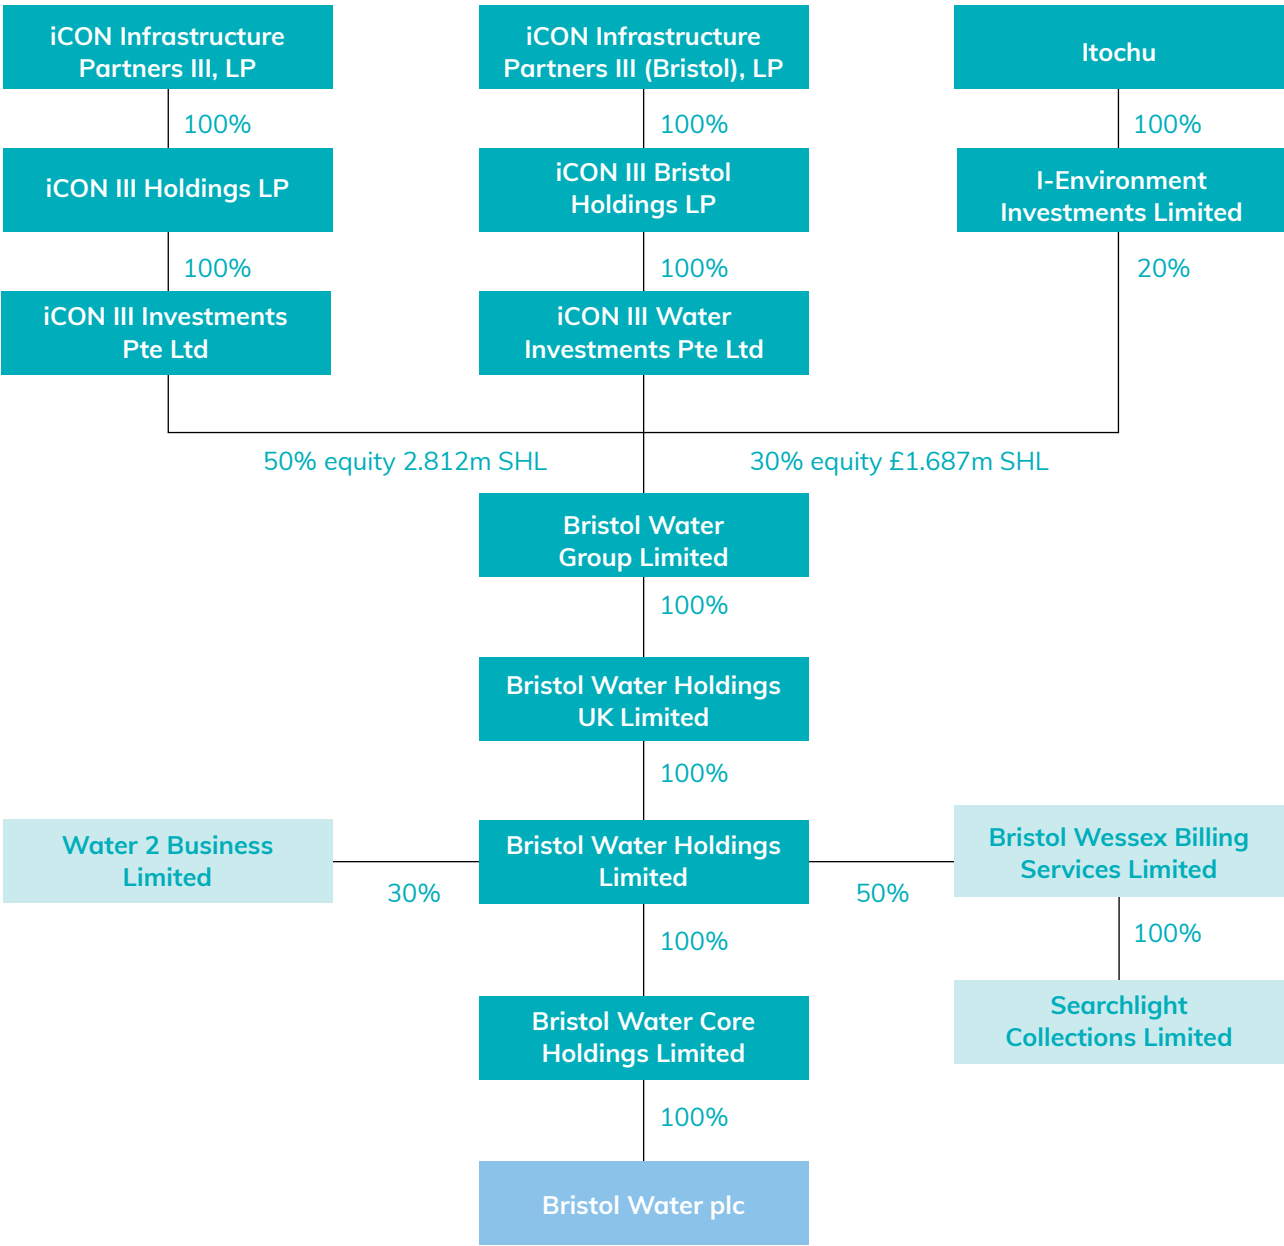 iCON Infrastructure
Partners III, LP
iCON Infrastructure
Partners III (Bristol), LP
Itochu
100%
100%
100%
iCON III Holdings LP
iCON III Bristol
Holdings LP
I-Environment
Investments Limited
100%
100%
20%
iCON III Investments
Pte Ltd
iCON III Water
Investments Pte Ltd
50% equity 2.812m SHL
30% equity £1.687m SHL
Bristol Water
Group Limited
100%
Bristol Water Holdings
UK Limited
100%
Water 2 Business
Limited
30%
Bristol Water Holdings
Limited
50%
Bristol Wessex Billing
Services Limited
100%
100%
Searchlight
Collections Limited
Bristol Water Core
Holdings Limited
100%
Bristol Water plc